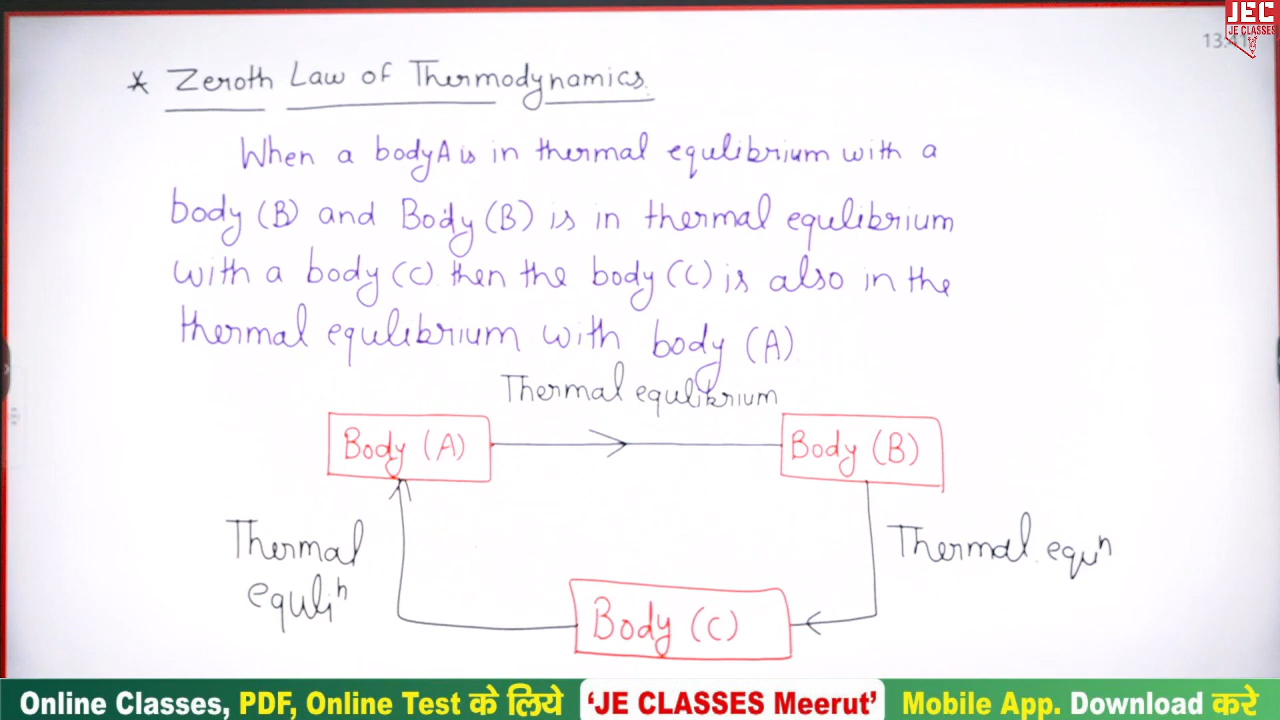 JEC
JE CLASSES
* Zeroth Law of Thermodynamics.
When a body A is in thermal equlibrium with a
body (B) and Body (B) is in thermal equlibrium
with a body (C) then the body (C) is also in the
thermal equlibrium with body (A)
Thermal equlibrium
Body (A)
Body (B)
Thermal
equliⁿ
Thermal equⁿ
Body (C)
Online Classes, PDF, Online Test के लिये 'JE CLASSES Meerut' Mobile App. Download करे